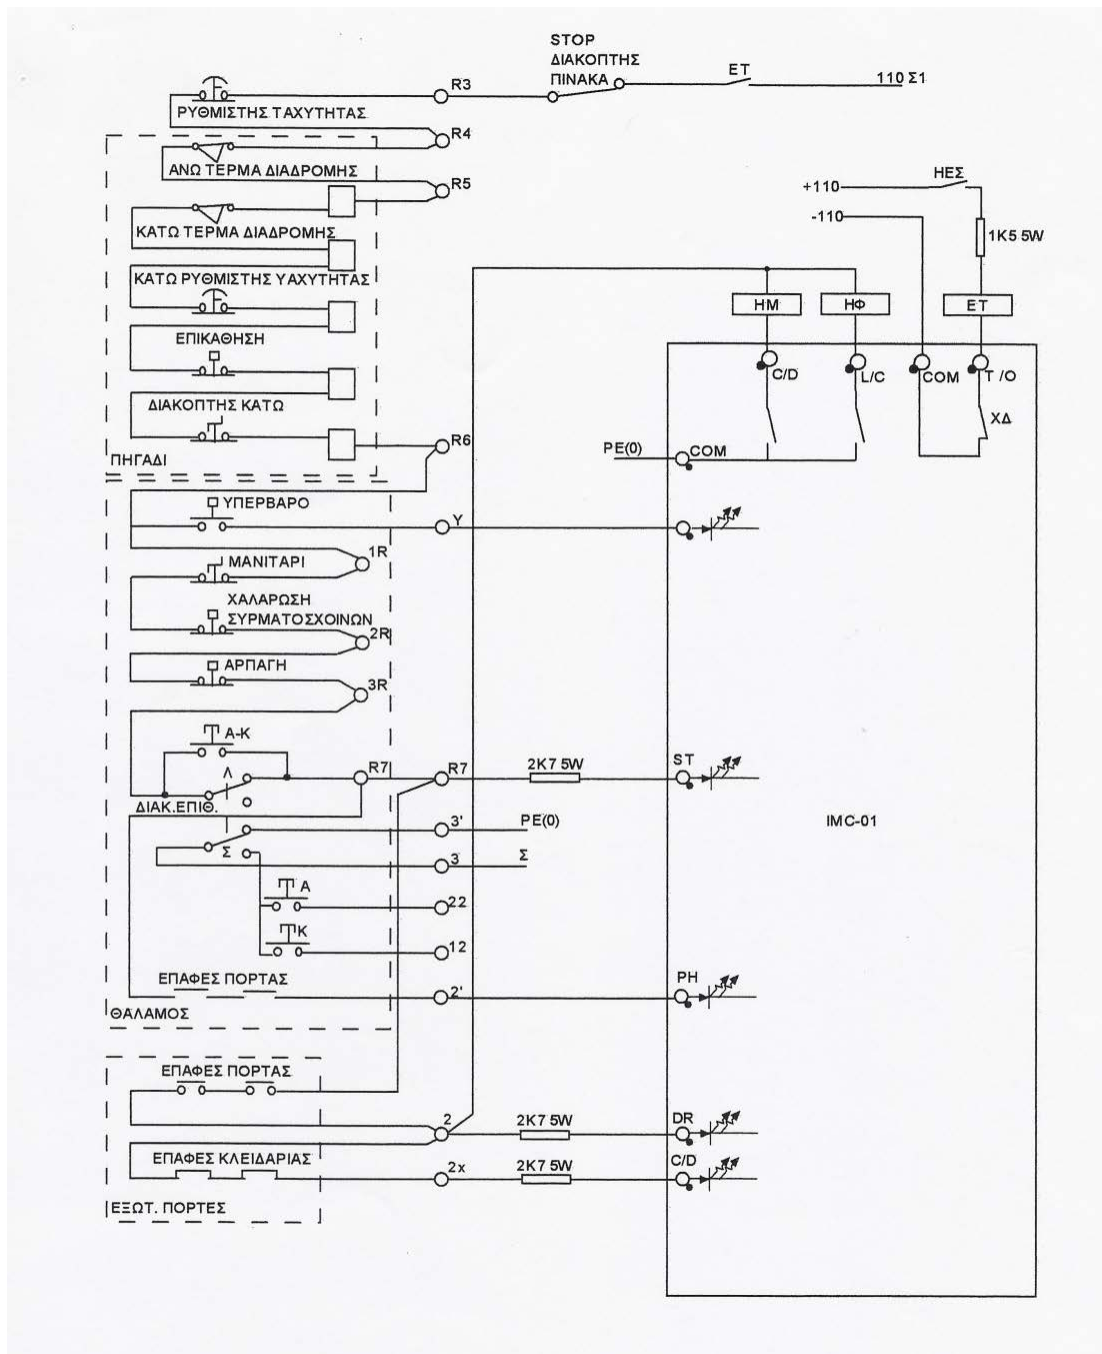 STOP
ΔΙΑΚΟΠΤΗΣ
ΠΙΝΑΚΑ
ET
110 Σ1
R3
ΡΥΘΜΙΣΤΗΣ ΤΑΧΥΤΗΤΑΣ
R4
ΑΝΩ ΤΕΡΜΑ ΔΙΑΔΡΟΜΗΣ
R5
ΗΕΣ
+110
-110
ΚΑΤΩ ΤΕΡΜΑ ΔΙΑΔΡΟΜΗΣ
1K5 5W
ΚΑΤΩ ΡΥΘΜΙΣΤΗΣ ΥΑΧΥΤΗΤΑΣ
ΗΜ
ΗΦ
ET
ΕΠΙΚΑΘΗΣΗ
C/D
L/C
COM
T /O
ΔΙΑΚΟΠΤΗΣ ΚΑΤΩ
ΧΔ
R6
PE(0)
COM
ΠΗΓΑΔΙ
ΥΠΕΡΒΑΡΟ
Y
1R
ΜΑΝΙΤΑΡΙ
ΧΑΛΑΡΩΣΗ
ΣΥΡΜΑΤΟΣΧΟΙΝΩΝ
2R
ΑΡΠΑΓΗ
3R
Α-Κ
Λ
R7
R7
2K7 5W
ST
ΔΙΑΚ.ΕΠΙΘ.
3'
PE(0)
IMC-01
Σ
3
Σ
Α
22
Κ
12
ΕΠΑΦΕΣ ΠΟΡΤΑΣ
2'
PH
ΘΑΛΑΜΟΣ
ΕΠΑΦΕΣ ΠΟΡΤΑΣ
2
2K7 5W
DR
ΕΠΑΦΕΣ ΚΛΕΙΔΑΡΙΑΣ
2x
2K7 5W
C/D
ΕΞΩΤ. ΠΟΡΤΕΣ